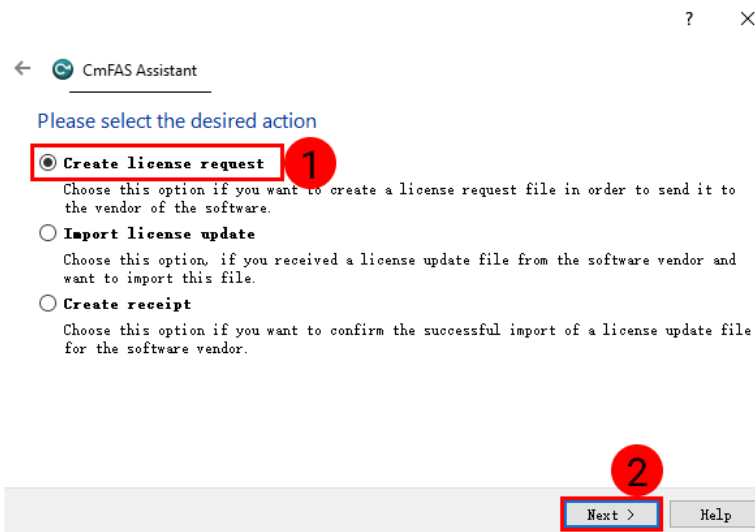 ?
CmFAS Assistant
Please select the desired action
Create license request
1
Choose this option if you want to create a license request file in order to send it to
the vendor of the software.
Import license update
Choose this option, if you received a license update file from the software vendor and
want to import this file.
Create receipt
Choose this option if you want to confirm the successful import of a license update file
for the software vendor.
2
Next >
Help